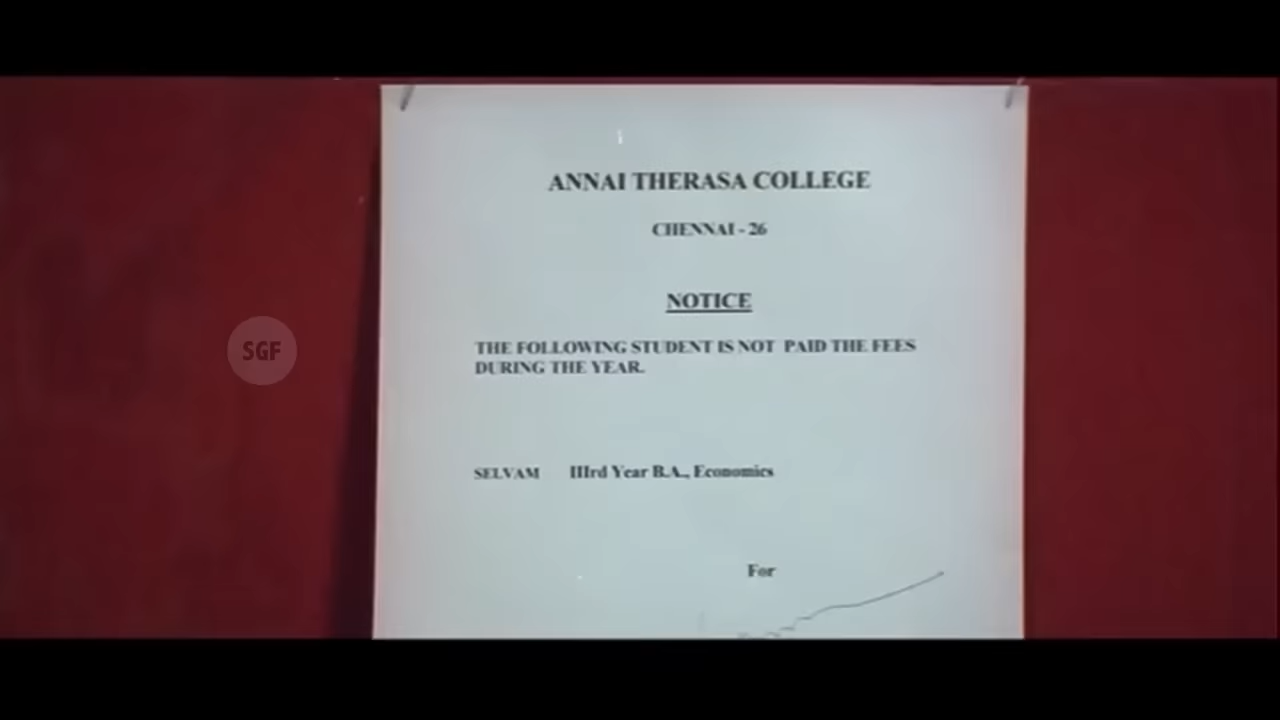 ANNAI THERASA COLLEGE
CHENNAI - 26
NOTICE
THE FOLLOWING STUDENT IS NOT PAID THE FEES
DURING THE YEAR.
SGF
SELVAM IIIrd Year B.A., Economics
For